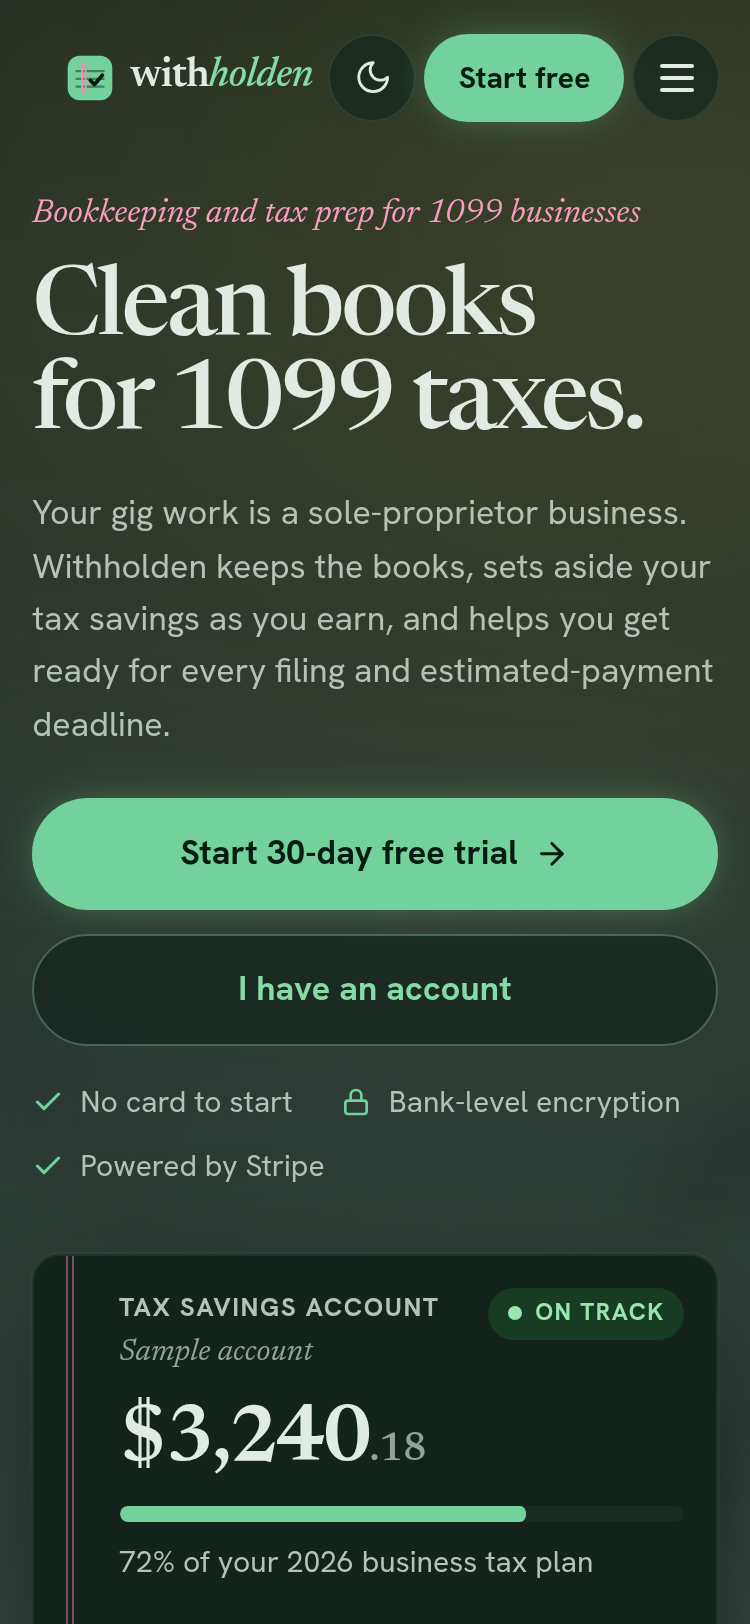 withholden
Start free
Bookkeeping and tax prep for 1099 businesses
Clean books
for 1099 taxes.
Your gig work is a sole-proprietor business.
Withholden keeps the books, sets aside your
tax savings as you earn, and helps you get
ready for every filing and estimated-payment
deadline.
Start 30-day free trial →
I have an account
No card to start
Bank-level encryption
Powered by Stripe
TAX SAVINGS ACCOUNT
ON TRACK
Sample account
$3,240.18
72% of your 2026 business tax plan